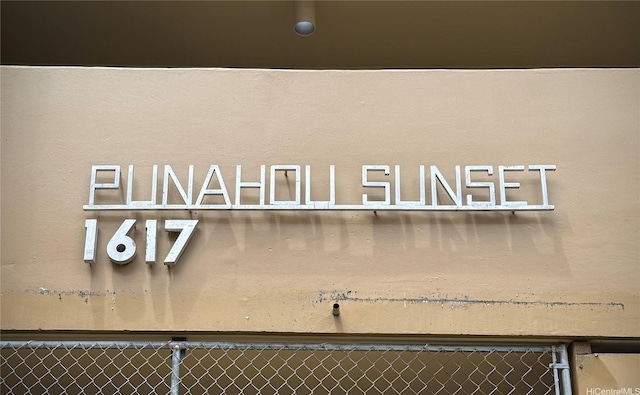 PUNAHOU SUNSET
1617
HiCentralMLS